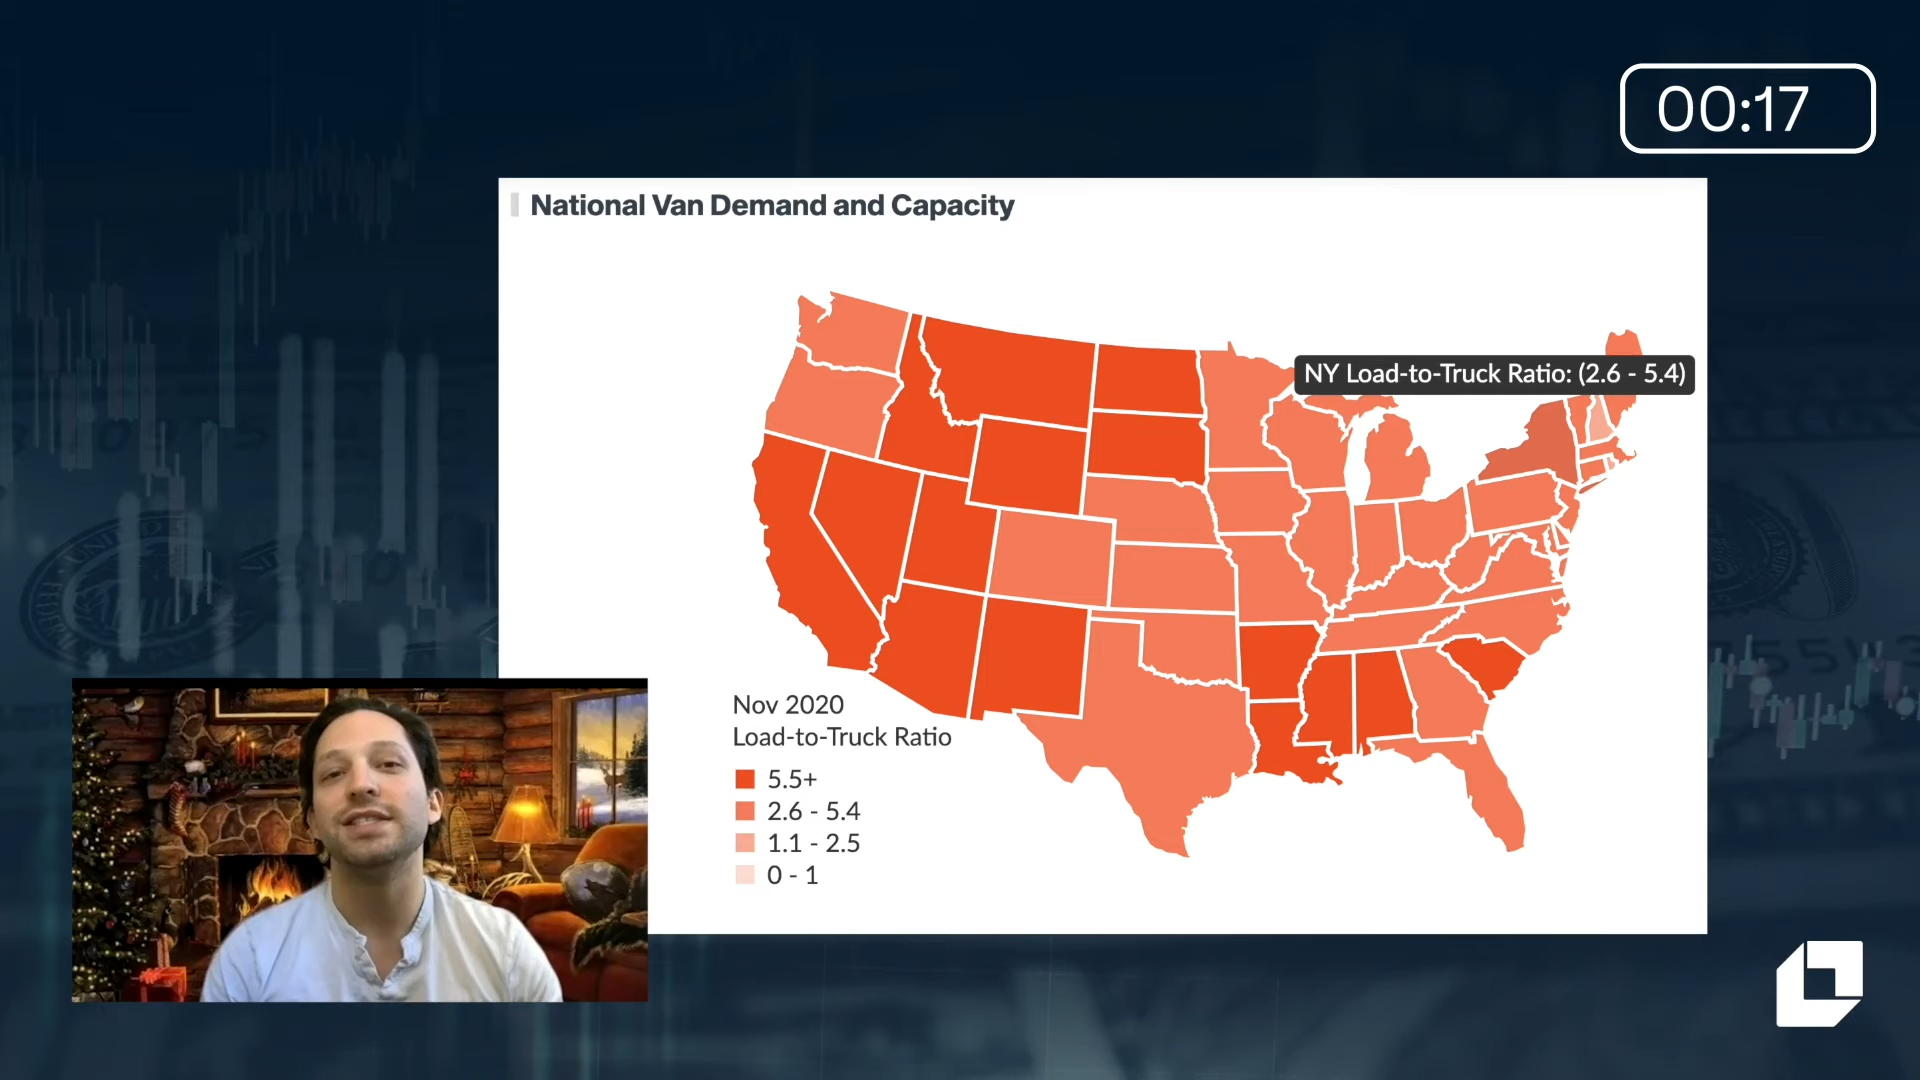 00:17
National Van Demand and Capacity
NY Load-to-Truck Ratio: (2.6 - 5.4)
Nov 2020
Load-to-Truck Ratio
5.5+
2.6 - 5.4
1.1 - 2.5
0 - 1